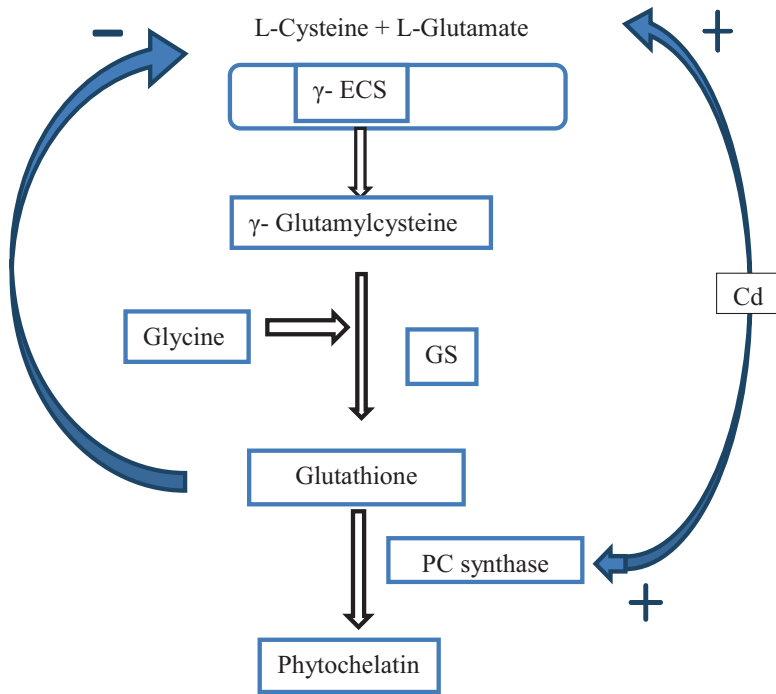 − +
L-Cysteine + L-Glutamate
γ- ECS
γ- Glutamylcysteine
Cd
Glycine
GS
Glutathione
PC synthase
+
Phytochelatin